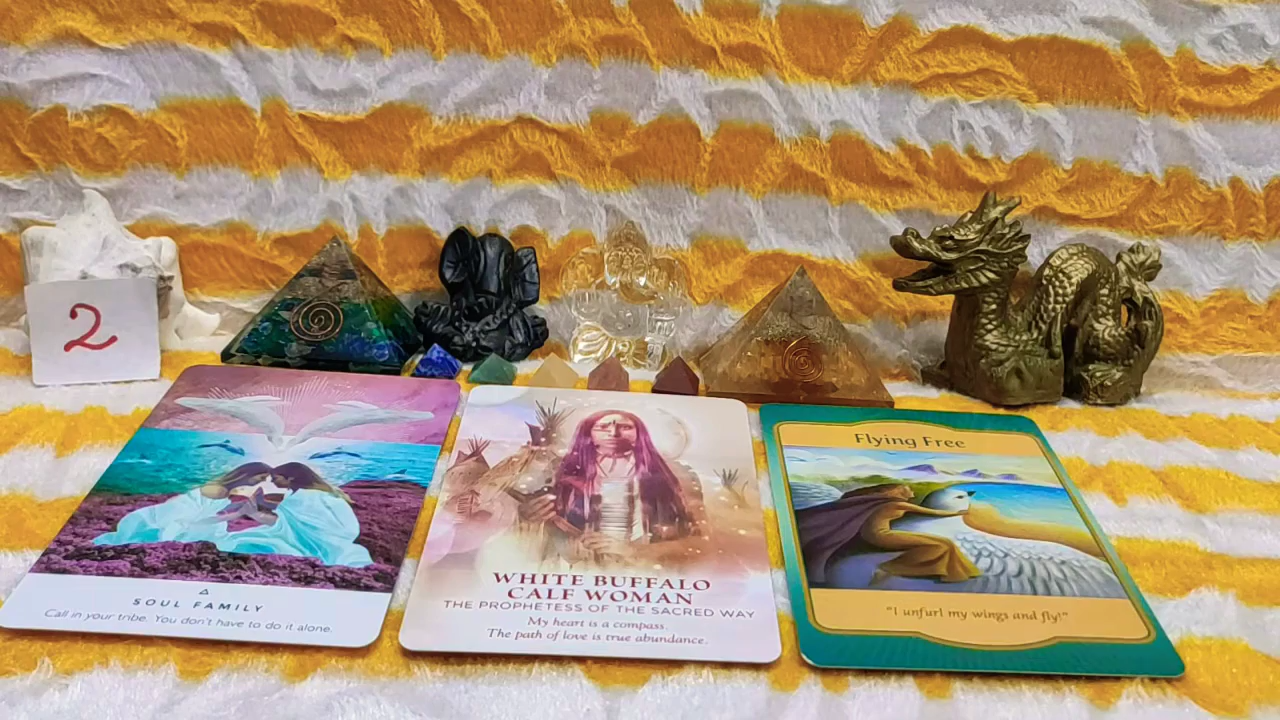 2
SOUL FAMILY
Call in your tribe. You don't have to do it alone.
WHITE BUFFALO
CALF WOMAN
THE PROPHETESS OF THE SACRED WAY
My heart is a compass.
The path of love is true abundance.
Flying Free
"I unfurl my wings and fly!"